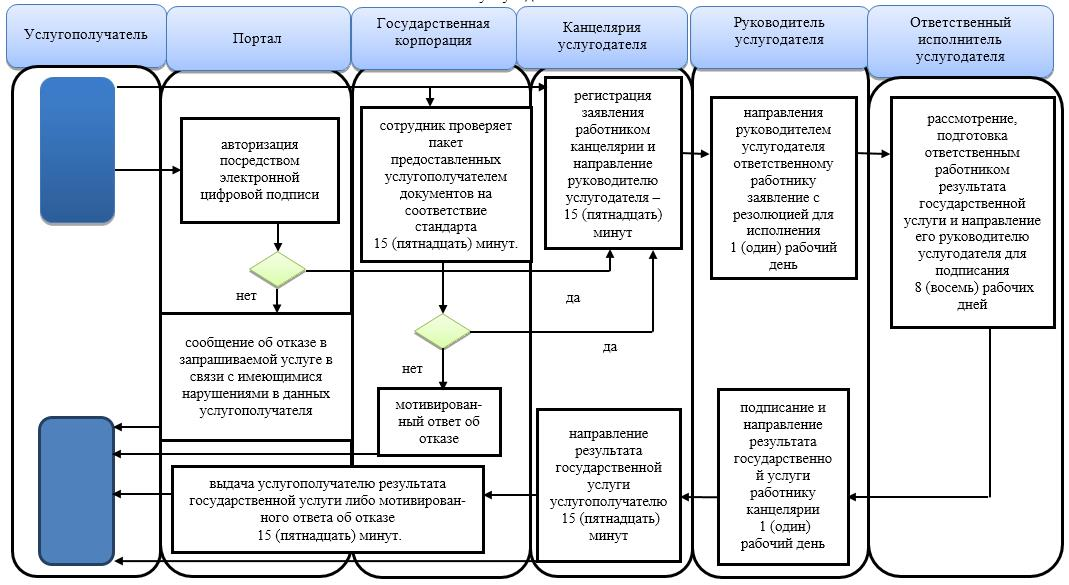 Услугополучатель
Портал
Государственная
корпорация
Канцелярия
услугодателя
Руководитель
услугодателя
Ответственный
исполнитель
услугодателя
авторизация
посредством
электронной
цифровой подписи
нет
сообщение об отказе в
запрашиваемой услуге в
связи с имеющимися
нарушениями в данных
услугополучателя
сотрудник проверяет
пакет
предоставленных
услугополучателем
документов на
соответствие
стандарта
15 (пятнадцать) минут.
да
нет
да
мотивирован-
ный ответ об
отказе
регистрация
заявления
работником
канцелярии и
направление
руководителю
услугодателя –
15 (пятнадцать)
минут
направления
руководителем
услугодателя
ответственному
работнику
заявление с
резолюцией для
исполнения
1 (один) рабочий
день
рассмотрение,
подготовка
ответственным
работником
результата
государственной
услуги и направление
его руководителю
услугодателя для
подписания
8 (восемь) рабочих
дней
подписание и
направление
результата
государственно
й услуги
работнику
канцелярии
1 (один)
рабочий день
направление
результата
государственной
услуги
услугополучателю
15 (пятнадцать)
минут
выдача услугополучателю результата
государственной услуги либо мотивирован-
ного ответа об отказе
15 (пятнадцать) минут.